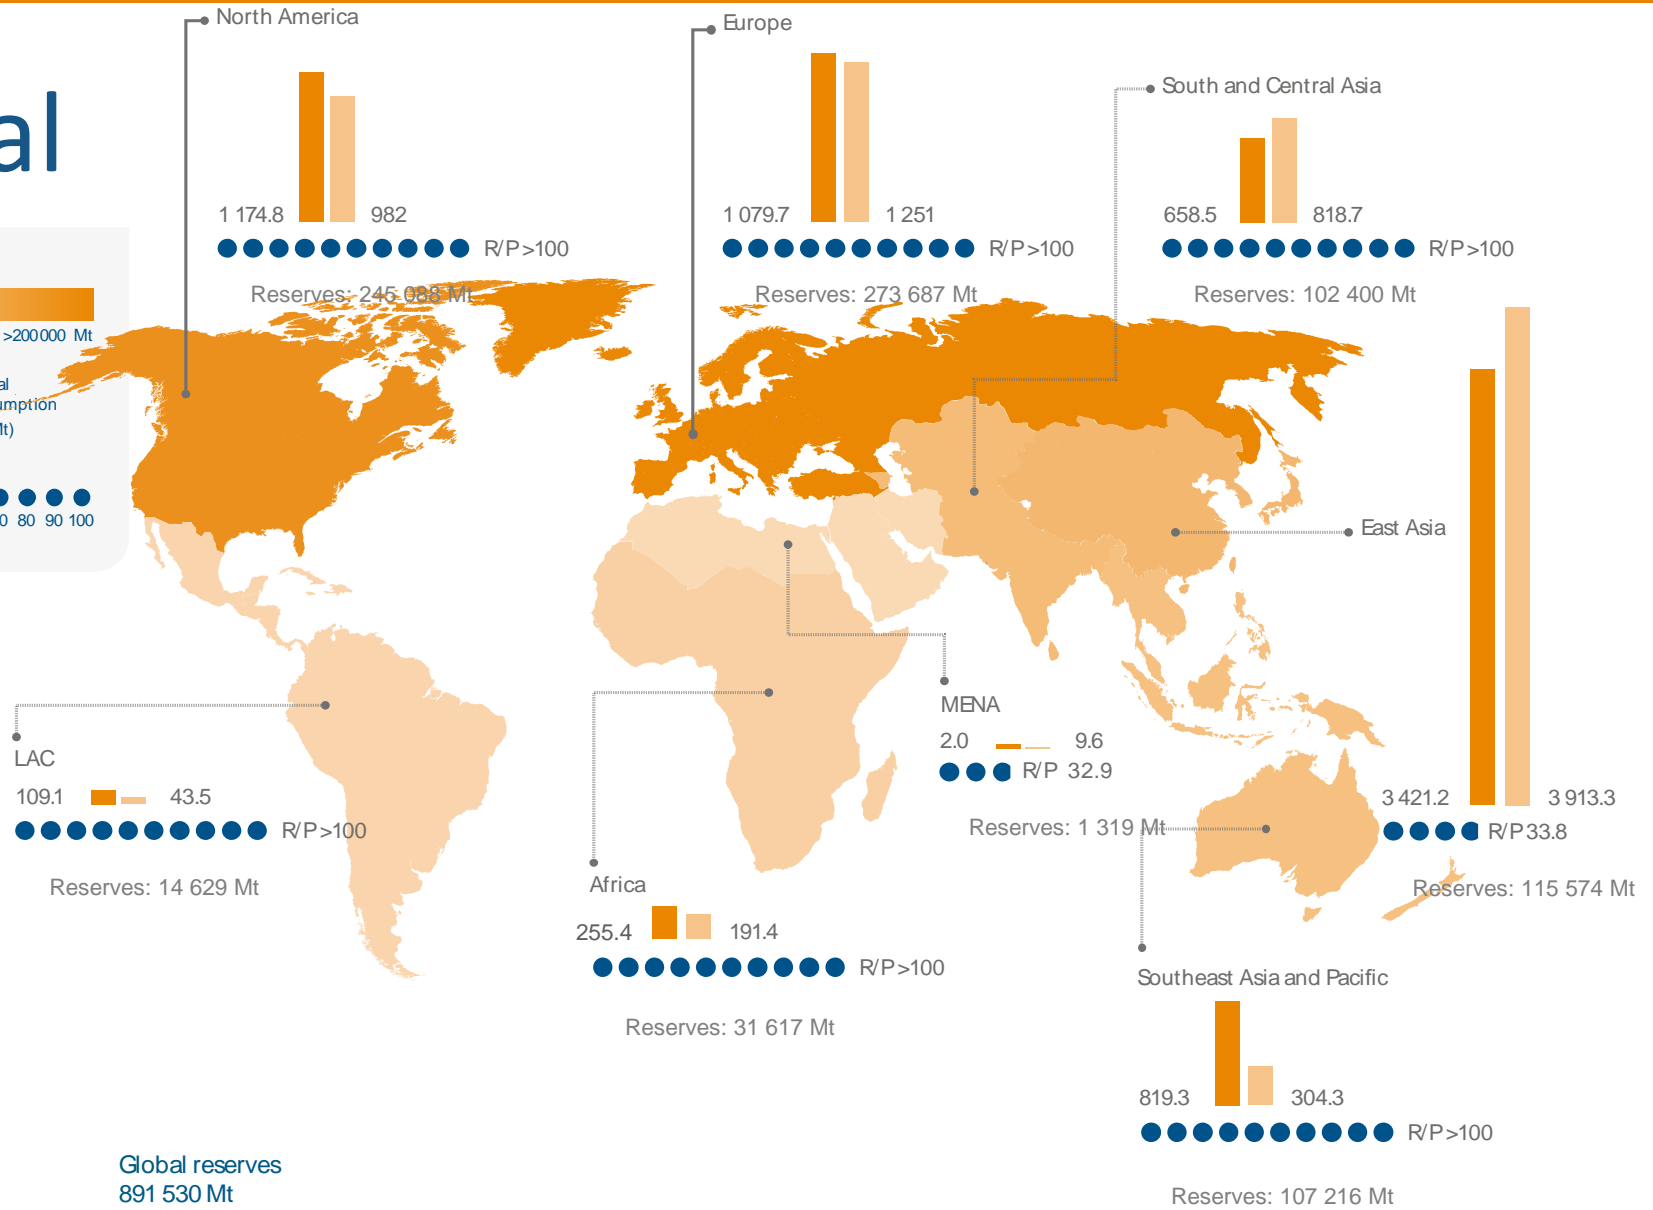 North America
1 174.8 982
R/P >100
Reserves: 245 088 Mt
Europe
1 079.7 1 251
R/P >100
Reserves: 273 687 Mt
South and Central Asia
658.5 818.7
R/P >100
Reserves: 102 400 Mt
al
>200 000 Mt
al
umption
Mt)
0 80 90 100
East Asia
3 421.2 3 913.3
R/P 33.8
Reserves: 115 574 Mt
LAC
109.1 43.5
R/P >100
Reserves: 14 629 Mt
MENA
2.0 9.6
R/P 32.9
Reserves: 1 319 Mt
Africa
255.4 191.4
R/P >100
Reserves: 31 617 Mt
Southeast Asia and Pacific
819.3 304.3
R/P >100
Reserves: 107 216 Mt
Global reserves
891 530 Mt